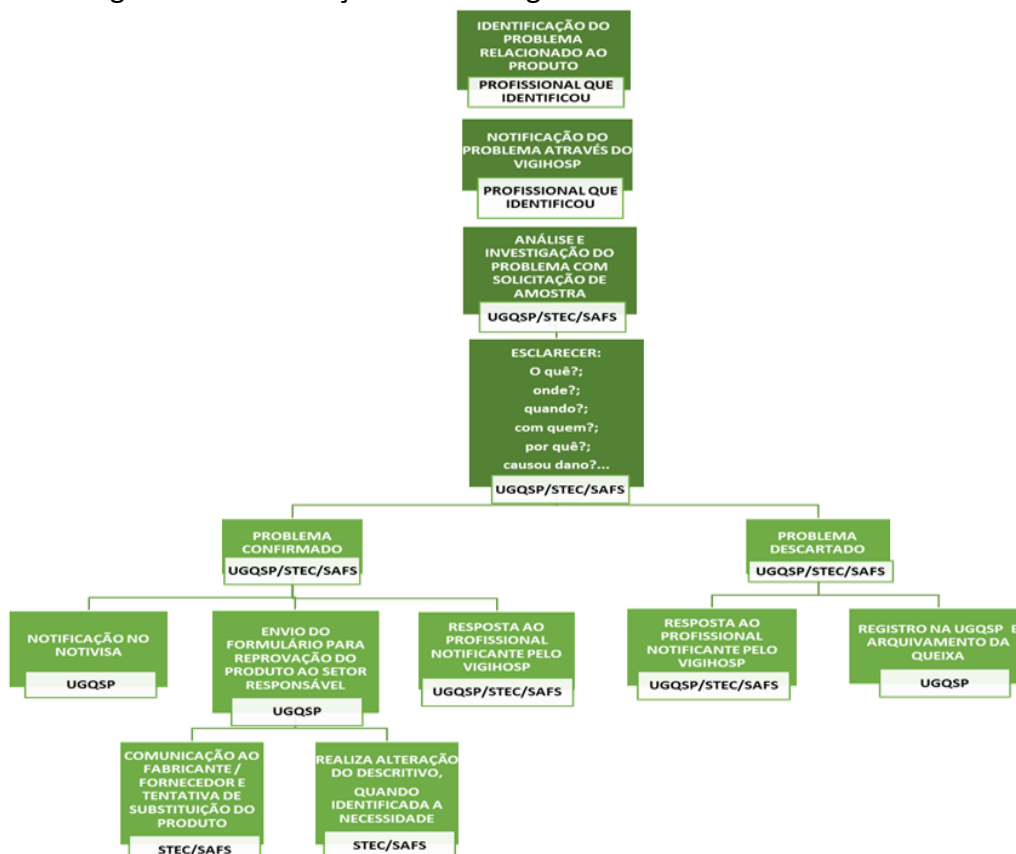 IDENTIFICAÇÃO DO
PROBLEMA
RELACIONADO AO
PRODUTO
PROFISSIONAL QUE
IDENTIFICOU
NOTIFICAÇÃO DO
PROBLEMA ATRAVÉS DO
VIGIHOSP
PROFISSIONAL QUE
IDENTIFICOU
ANÁLISE E
INVESTIGAÇÃO DO
PROBLEMA COM
SOLICITAÇÃO DE
AMOSTRA
UGQSP/STEC/SAFS
ESCLARECER:
O quê?;
onde?;
quando?;
com quem?;
por quê?;
causou dano?...
UGQSP/STEC/SAFS
PROBLEMA
CONFIRMADO
UGQSP/STEC/SAFS
PROBLEMA
DESCARTADO
UGQSP/STEC/SAFS
NOTIFICAÇÃO NO
NOTIVISA
UGQSP
ENVIO DO
FORMULÁRIO PARA
REPROVAÇÃO DO
PRODUTO AO SETOR
RESPONSÁVEL
UGQSP
RESPOSTA AO
PROFISSIONAL
NOTIFICANTE PELO
VIGIHOSP
UGQSP/STEC/SAFS
RESPOSTA AO
PROFISSIONAL
NOTIFICANTE PELO
VIGIHOSP
UGQSP/STEC/SAFS
REGISTRO NA UGQSP E
ARQUIVAMENTO DA
QUEIXA
UGQSP
COMUNICAÇÃO AO
FABRICANTE /
FORNECEDOR E
TENTATIVA DE
SUBSTITUIÇÃO DO
PRODUTO
STEC/SAFS
REALIZA ALTERAÇÃO
DO DESCRITIVO,
QUANDO
IDENTIFICADA A
NECESSIDADE
STEC/SAFS